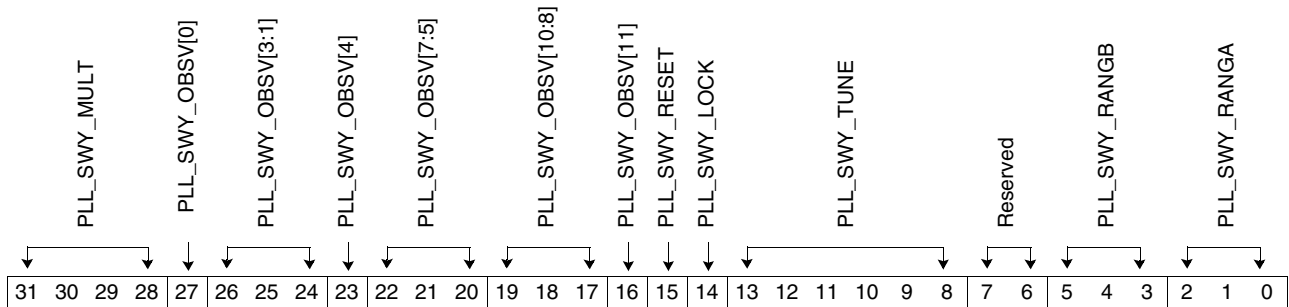 PLL_SWY_MULT
PLL_SWY_OBSV[0]
PLL_SWY_OBSV[3:1]
PLL_SWY_OBSV[4]
PLL_SWY_OBSV[7:5]
PLL_SWY_OBSV[10:8]
PLL_SWY_OBSV[11]
PLL_SWY_RESET
PLL_SWY_LOCK
PLL_SWY_TUNE
Reserved
PLL_SWY_RANGB
PLL_SWY_RANGA
31 30 29 28 27 26 25 24 23 22 21 20 19 18 17 16 15 14 13 12 11 10 9 8 7 6 5 4 3 2 1 0